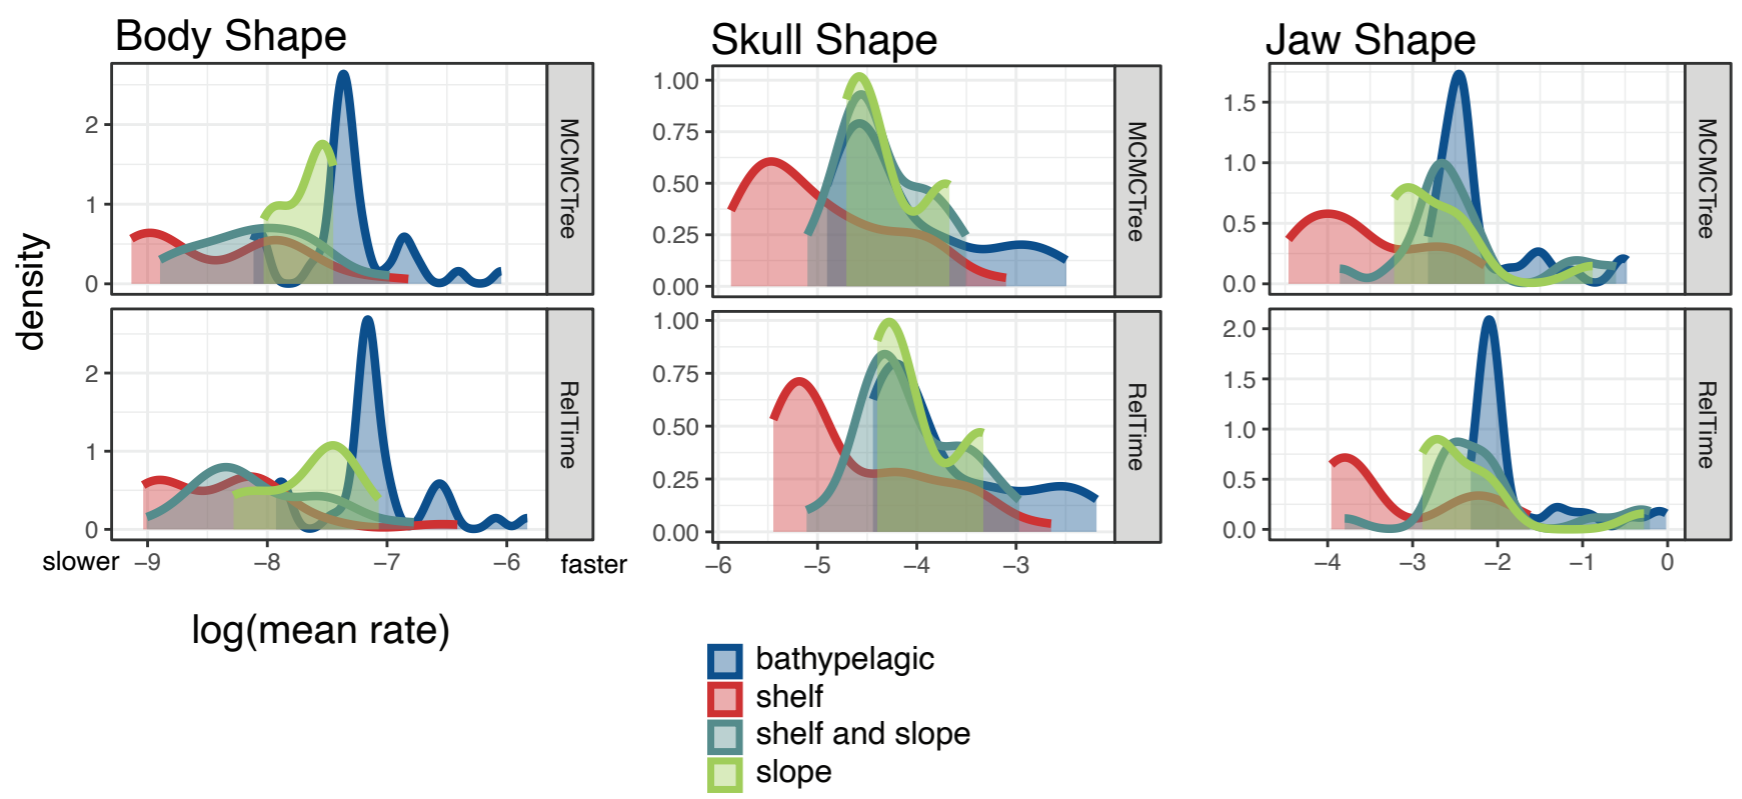 Body Shape
Skull Shape
Jaw Shape
density
2
1
0
MCMCTree
1.00
0.75
0.50
0.25
0.00
MCMCTree
1.5
1.0
0.5
0.0
MCMCTree
2
1
0
RelTime
1.00
0.75
0.50
0.25
0.00
RelTime
2.0
1.5
1.0
0.5
0.0
RelTime
slower −9 −8 −7 −6 faster
−6 −5 −4 −3
−4 −3 −2 −1 0
log(mean rate)
bathypelagic
shelf
shelf and slope
slope